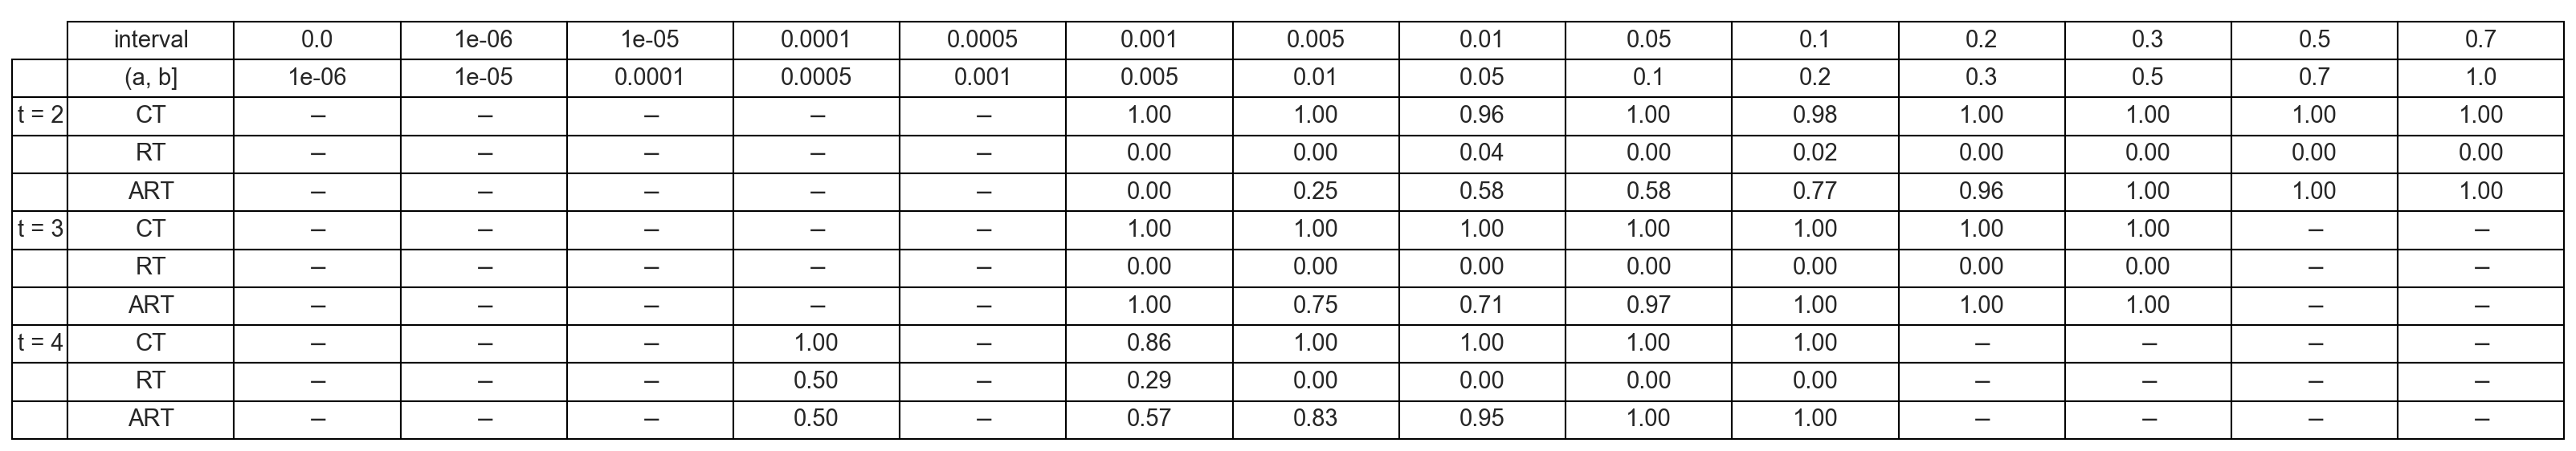 interval 0.0 1e-06 1e-05 0.0001 0.0005 0.001 0.005 0.01 0.05 0.1 0.2 0.3 0.5 0.7
(a, b] 1e-06 1e-05 0.0001 0.0005 0.001 0.005 0.01 0.05 0.1 0.2 0.3 0.5 0.7 1.0
t = 2 CT – – – – – 1.00 1.00 0.96 1.00 0.98 1.00 1.00 1.00 1.00
RT – – – – – 0.00 0.00 0.04 0.00 0.02 0.00 0.00 0.00 0.00
ART – – – – – 0.00 0.25 0.58 0.58 0.77 0.96 1.00 1.00 1.00
t = 3 CT – – – – – 1.00 1.00 1.00 1.00 1.00 1.00 1.00 – –
RT – – – – – 0.00 0.00 0.00 0.00 0.00 0.00 0.00 – –
ART – – – – – 1.00 0.75 0.71 0.97 1.00 1.00 1.00 – –
t = 4 CT – – – 1.00 – 0.86 1.00 1.00 1.00 1.00 – – – –
RT – – – 0.50 – 0.29 0.00 0.00 0.00 0.00 – – – –
ART – – – 0.50 – 0.57 0.83 0.95 1.00 1.00 – – – –